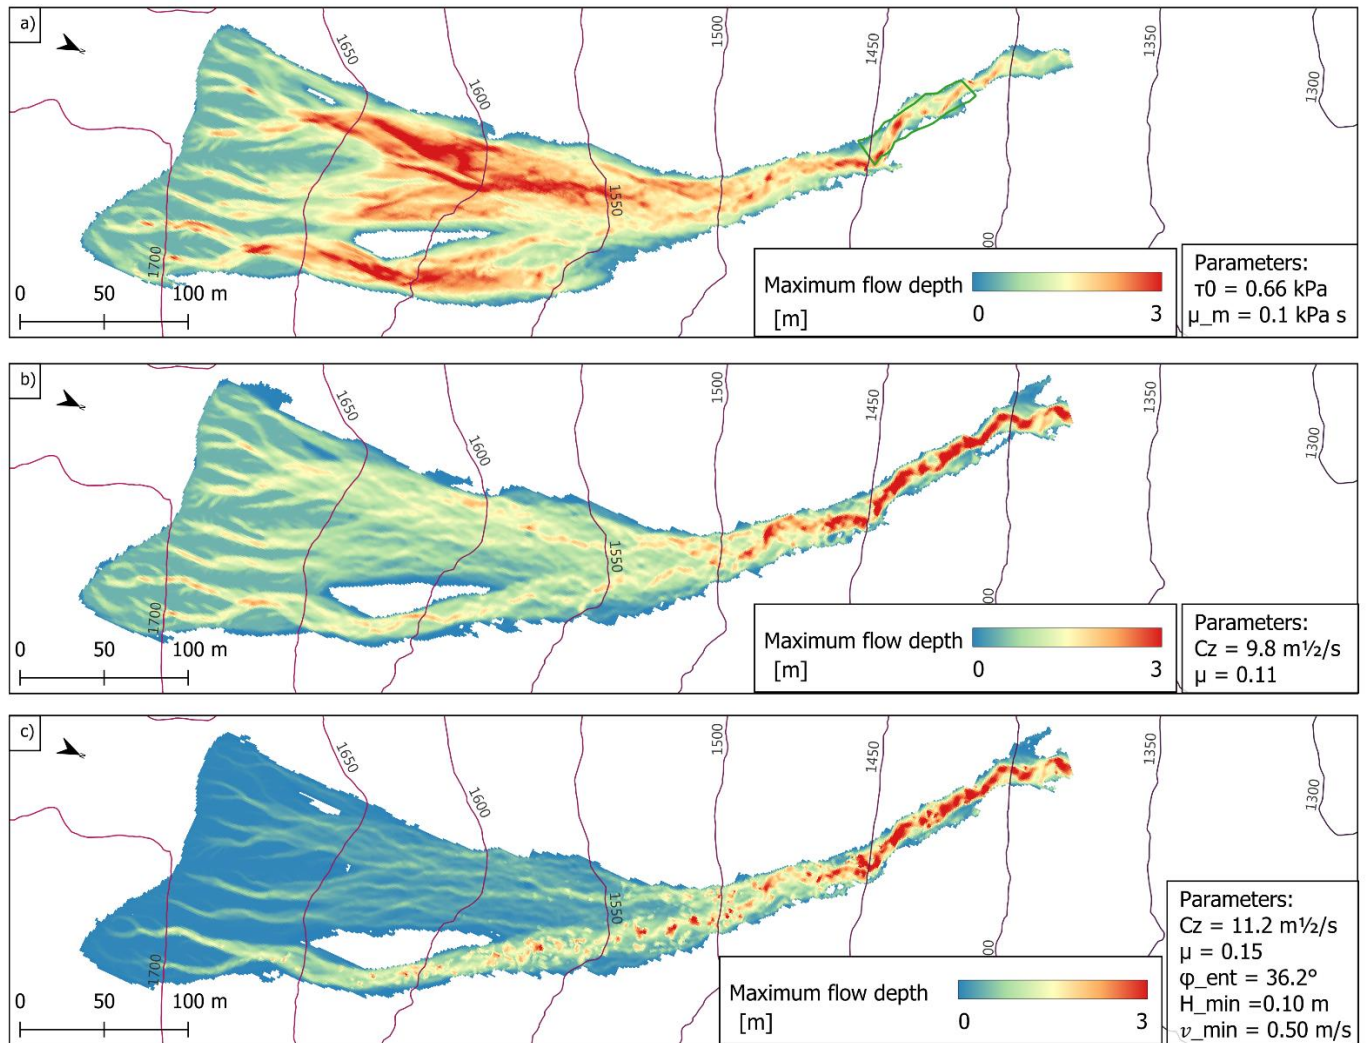 a)
1650
1600
1500
1450
1350
1300
1550
1700
00
0 50 100 m
Maximum flow depth
[m]
0 3
Parameters:
τ0 = 0.66 kPa
μ_m = 0.1 kPa s
b)
1650
1600
1500
1450
1350
1300
1550
1700
00
0 50 100 m
Maximum flow depth
[m]
0 3
Parameters:
Cz = 9.8 m½/s
μ = 0.11
c)
1650
1600
1500
1450
1350
1300
1550
1700
00
0 50 100 m
Maximum flow depth
[m]
0 3
Parameters:
Cz = 11.2 m½/s
μ = 0.15
φ_ent = 36.2°
H_min =0.10 m
𝑣_min = 0.50 m/s